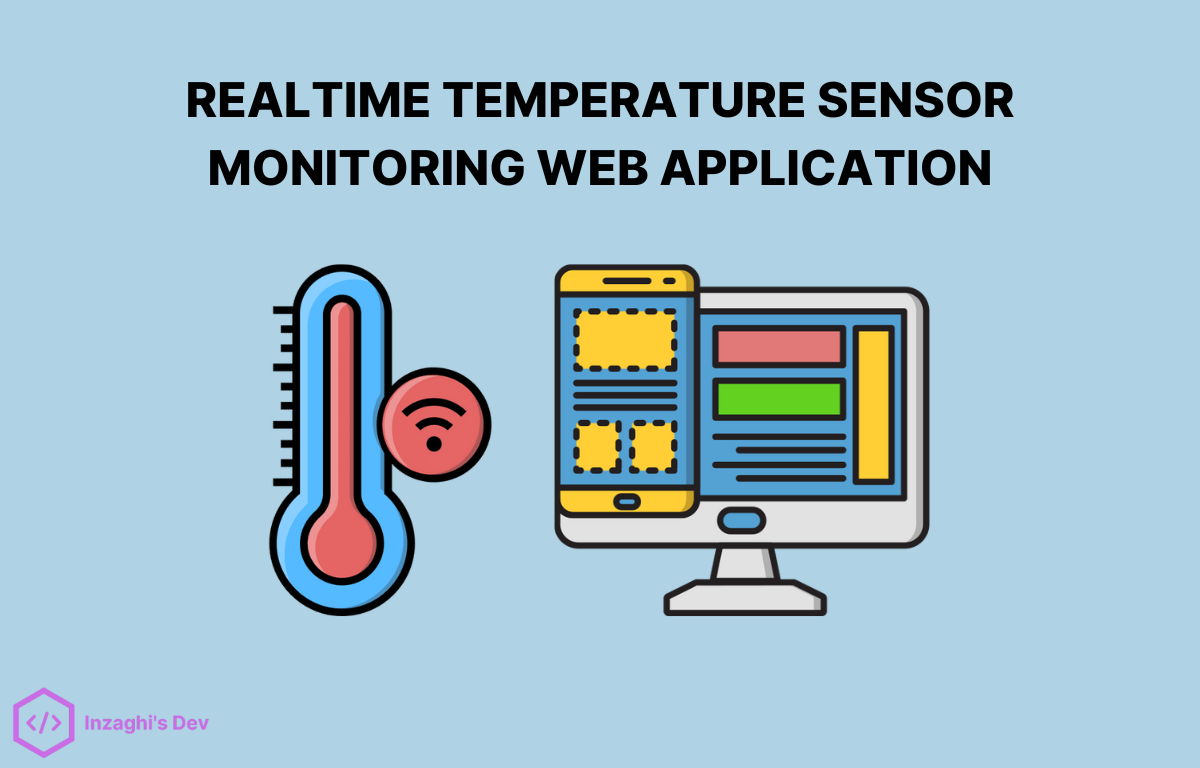 REALTIME TEMPERATURE SENSOR
MONITORING WEB APPLICATION
</> Inzaghi's Dev